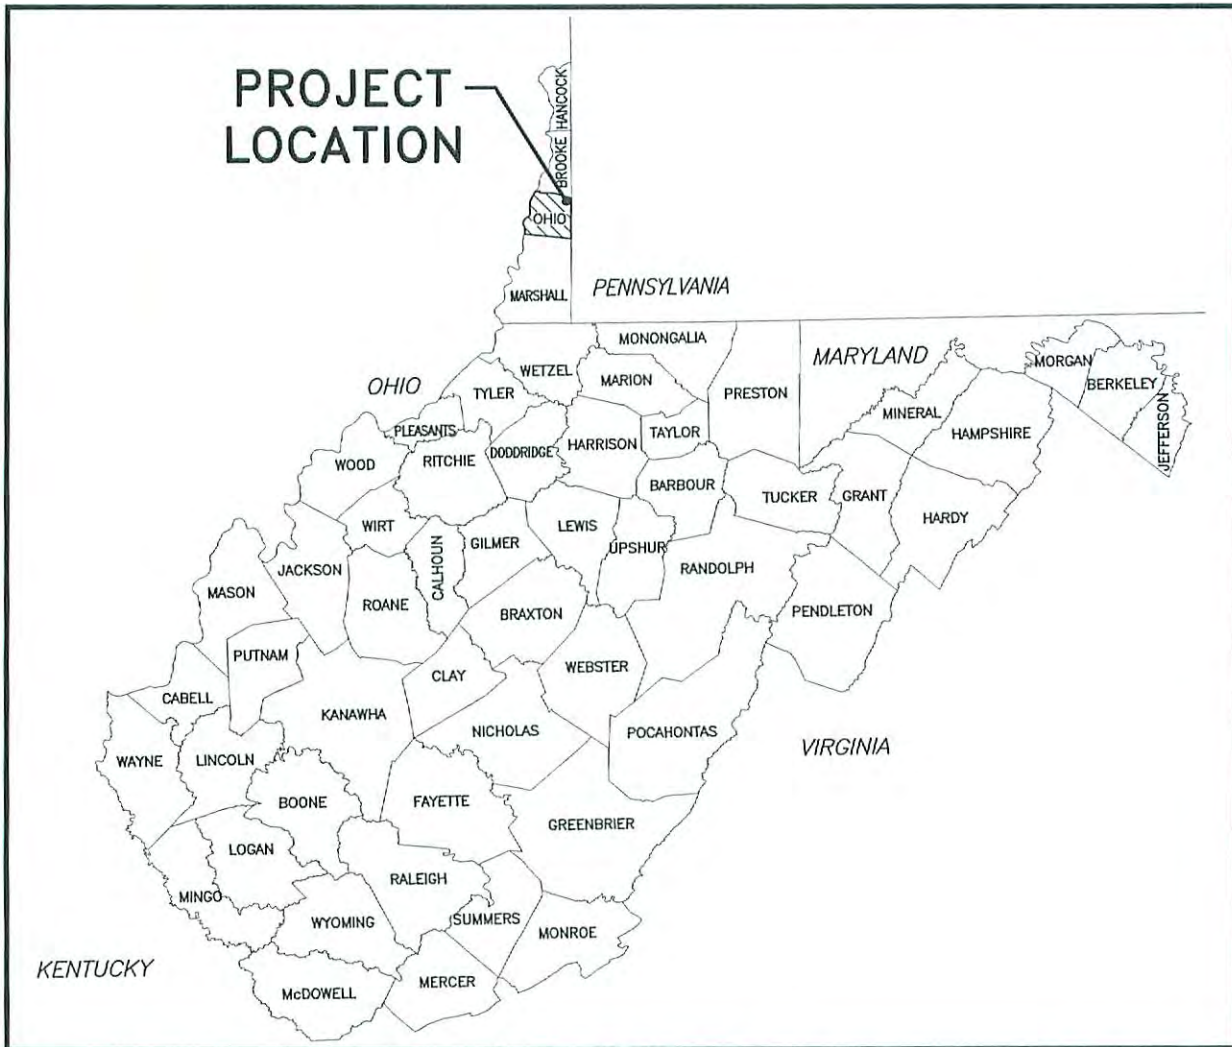 PROJECT
LOCATION
HANCOCK
BROOKE
OHIO
MARSHALL
PENNSYLVANIA
MONONGALIA
WETZEL
MARION
MARYLAND
MORGAN
BERKELEY
JEFFERSON
OHIO
TYLER
PRESTON
MINERAL
HAMPSHIRE
PLEASANTS
DODDRIDGE
HARRISON
TAYLOR
WOOD
RITCHIE
BARBOUR
TUCKER
GRANT
HARDY
WIRT
CALHOUN
GILMER
LEWIS
UPSHUR
RANDOLPH
JACKSON
MASON
ROANE
BRAXTON
PENDLETON
PUTNAM
CLAY
WEBSTER
CABELL
KANAWHA
NICHOLAS
POCAHONTAS
VIRGINIA
WAYNE
LINCOLN
BOONE
FAYETTE
GREENBRIER
LOGAN
RALEIGH
MINGO
WYOMING
SUMMERS
MONROE
KENTUCKY
McDOWELL
MERCER